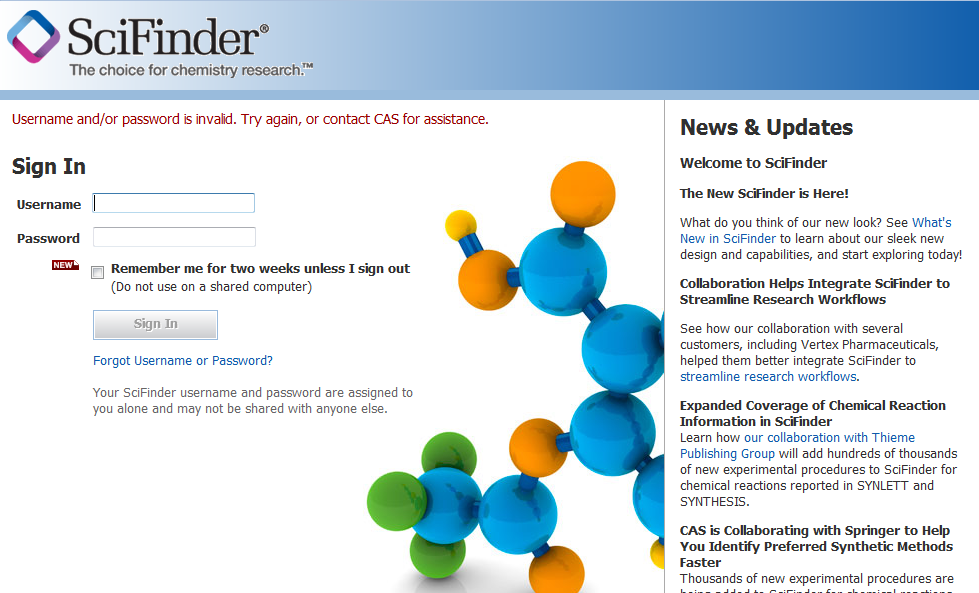 SciFinder®
The choice for chemistry research.™
Username and/or password is invalid. Try again, or contact CAS for assistance.
Sign In
Username
Password
NEW
Remember me for two weeks unless I sign out
(Do not use on a shared computer)
Sign In
Forgot Username or Password?
Your SciFinder username and password are assigned to
you alone and may not be shared with anyone else.
News & Updates
Welcome to SciFinder
The New SciFinder is Here!
What do you think of our new look? See What's
New in SciFinder to learn about our sleek new
design and capabilities, and start exploring today!
Collaboration Helps Integrate SciFinder to
Streamline Research Workflows
See how our collaboration with several
customers, including Vertex Pharmaceuticals,
helped them better integrate SciFinder to
streamline research workflows.
Expanded Coverage of Chemical Reaction
Information in SciFinder
Learn how our collaboration with Thieme
Publishing Group will add hundreds of thousands
of new experimental procedures to SciFinder for
chemical reactions reported in SYNLETT and
SYNTHESIS.
CAS is Collaborating with Springer to Help
You Identify Preferred Synthetic Methods
Faster
Thousands of new experimental procedures are
being added to SciFinder for chemical reactions